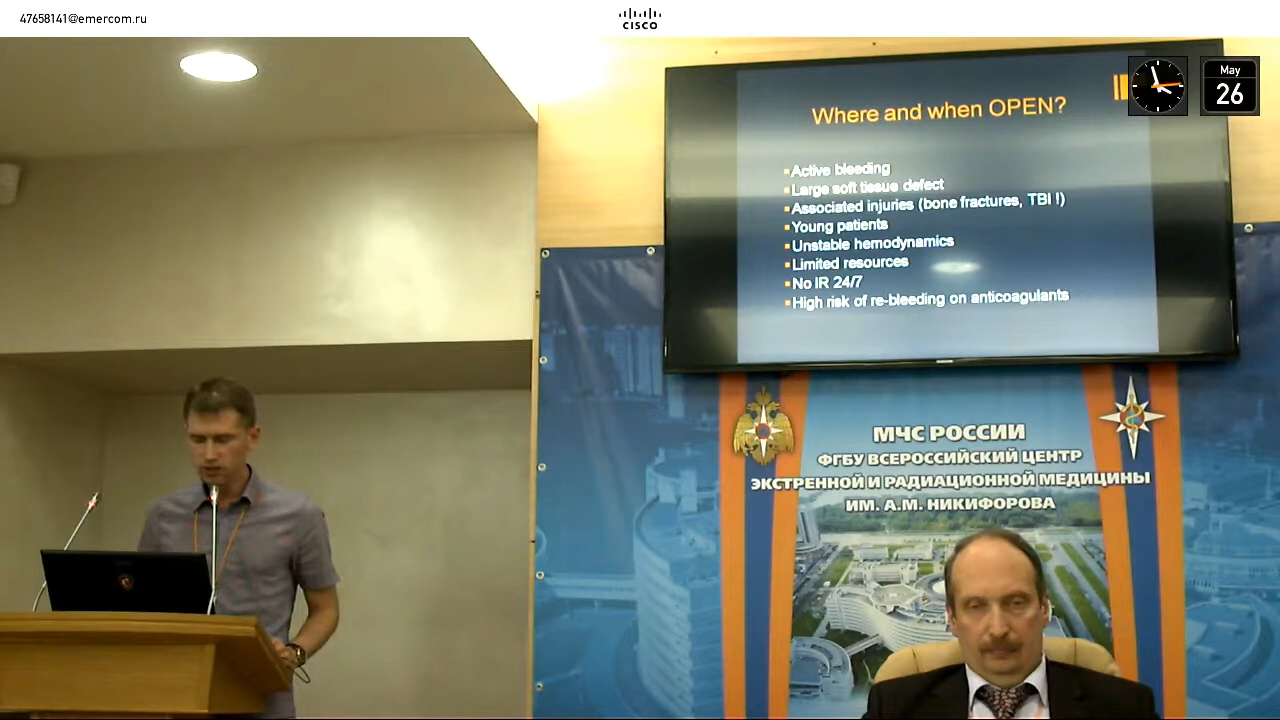 47658141@emercom.ru
CISCO
May
26
Where and when OPEN?
Active bleeding
Large soft tissue defect
Associated injuries (bone fractures, TBI !)
Young patients
Unstable hemodynamics
Limited resources
No IR 24/7
High risk of re-bleeding on anticoagulants
МЧС РОССИИ
ФГБУ ВСЕРОССИЙСКИЙ ЦЕНТР
ЭКСТРЕННОЙ И РАДИАЦИОННОЙ МЕДИЦИНЫ
ИМ. А.М. НИКИФОРОВА